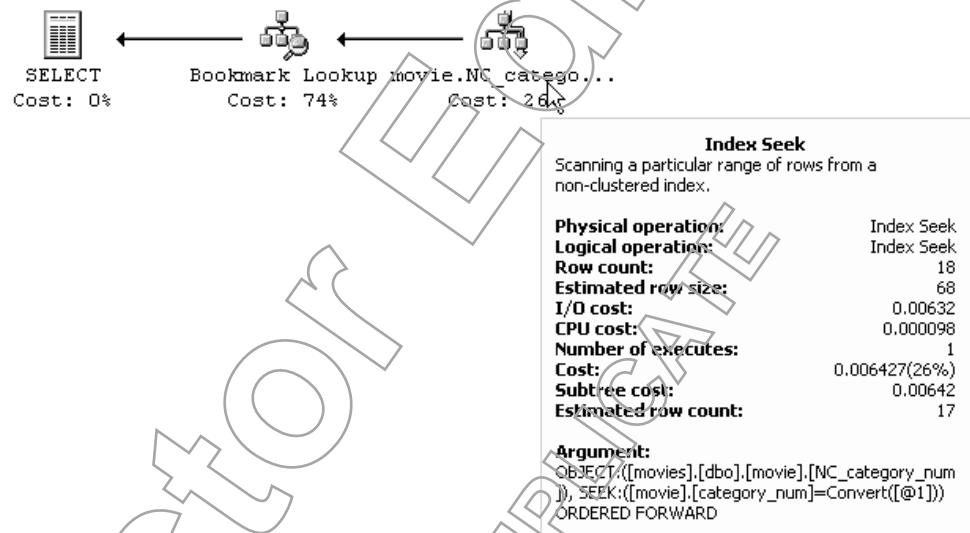 SELECT
Cost: 0%
Bookmark Lookup
Cost: 74%
movie.NC_catego...
Cost: 26
Index Seek
Scanning a particular range of rows from a
non-clustered index.
Physical operation: Index Seek
Logical operation: Index Seek
Row count: 18
Estimated row size: 68
I/O cost: 0.00632
CPU cost: 0.000098
Number of executes: 1
Cost: 0.006427(26%)
Subtree cost: 0.00642
Estimated row count: 17
Argument:
OBJECT:([movies].[dbo].[movie].[NC_category_num
]), SEEK:([movie].[category_num]=Convert([@1]))
ORDERED FORWARD